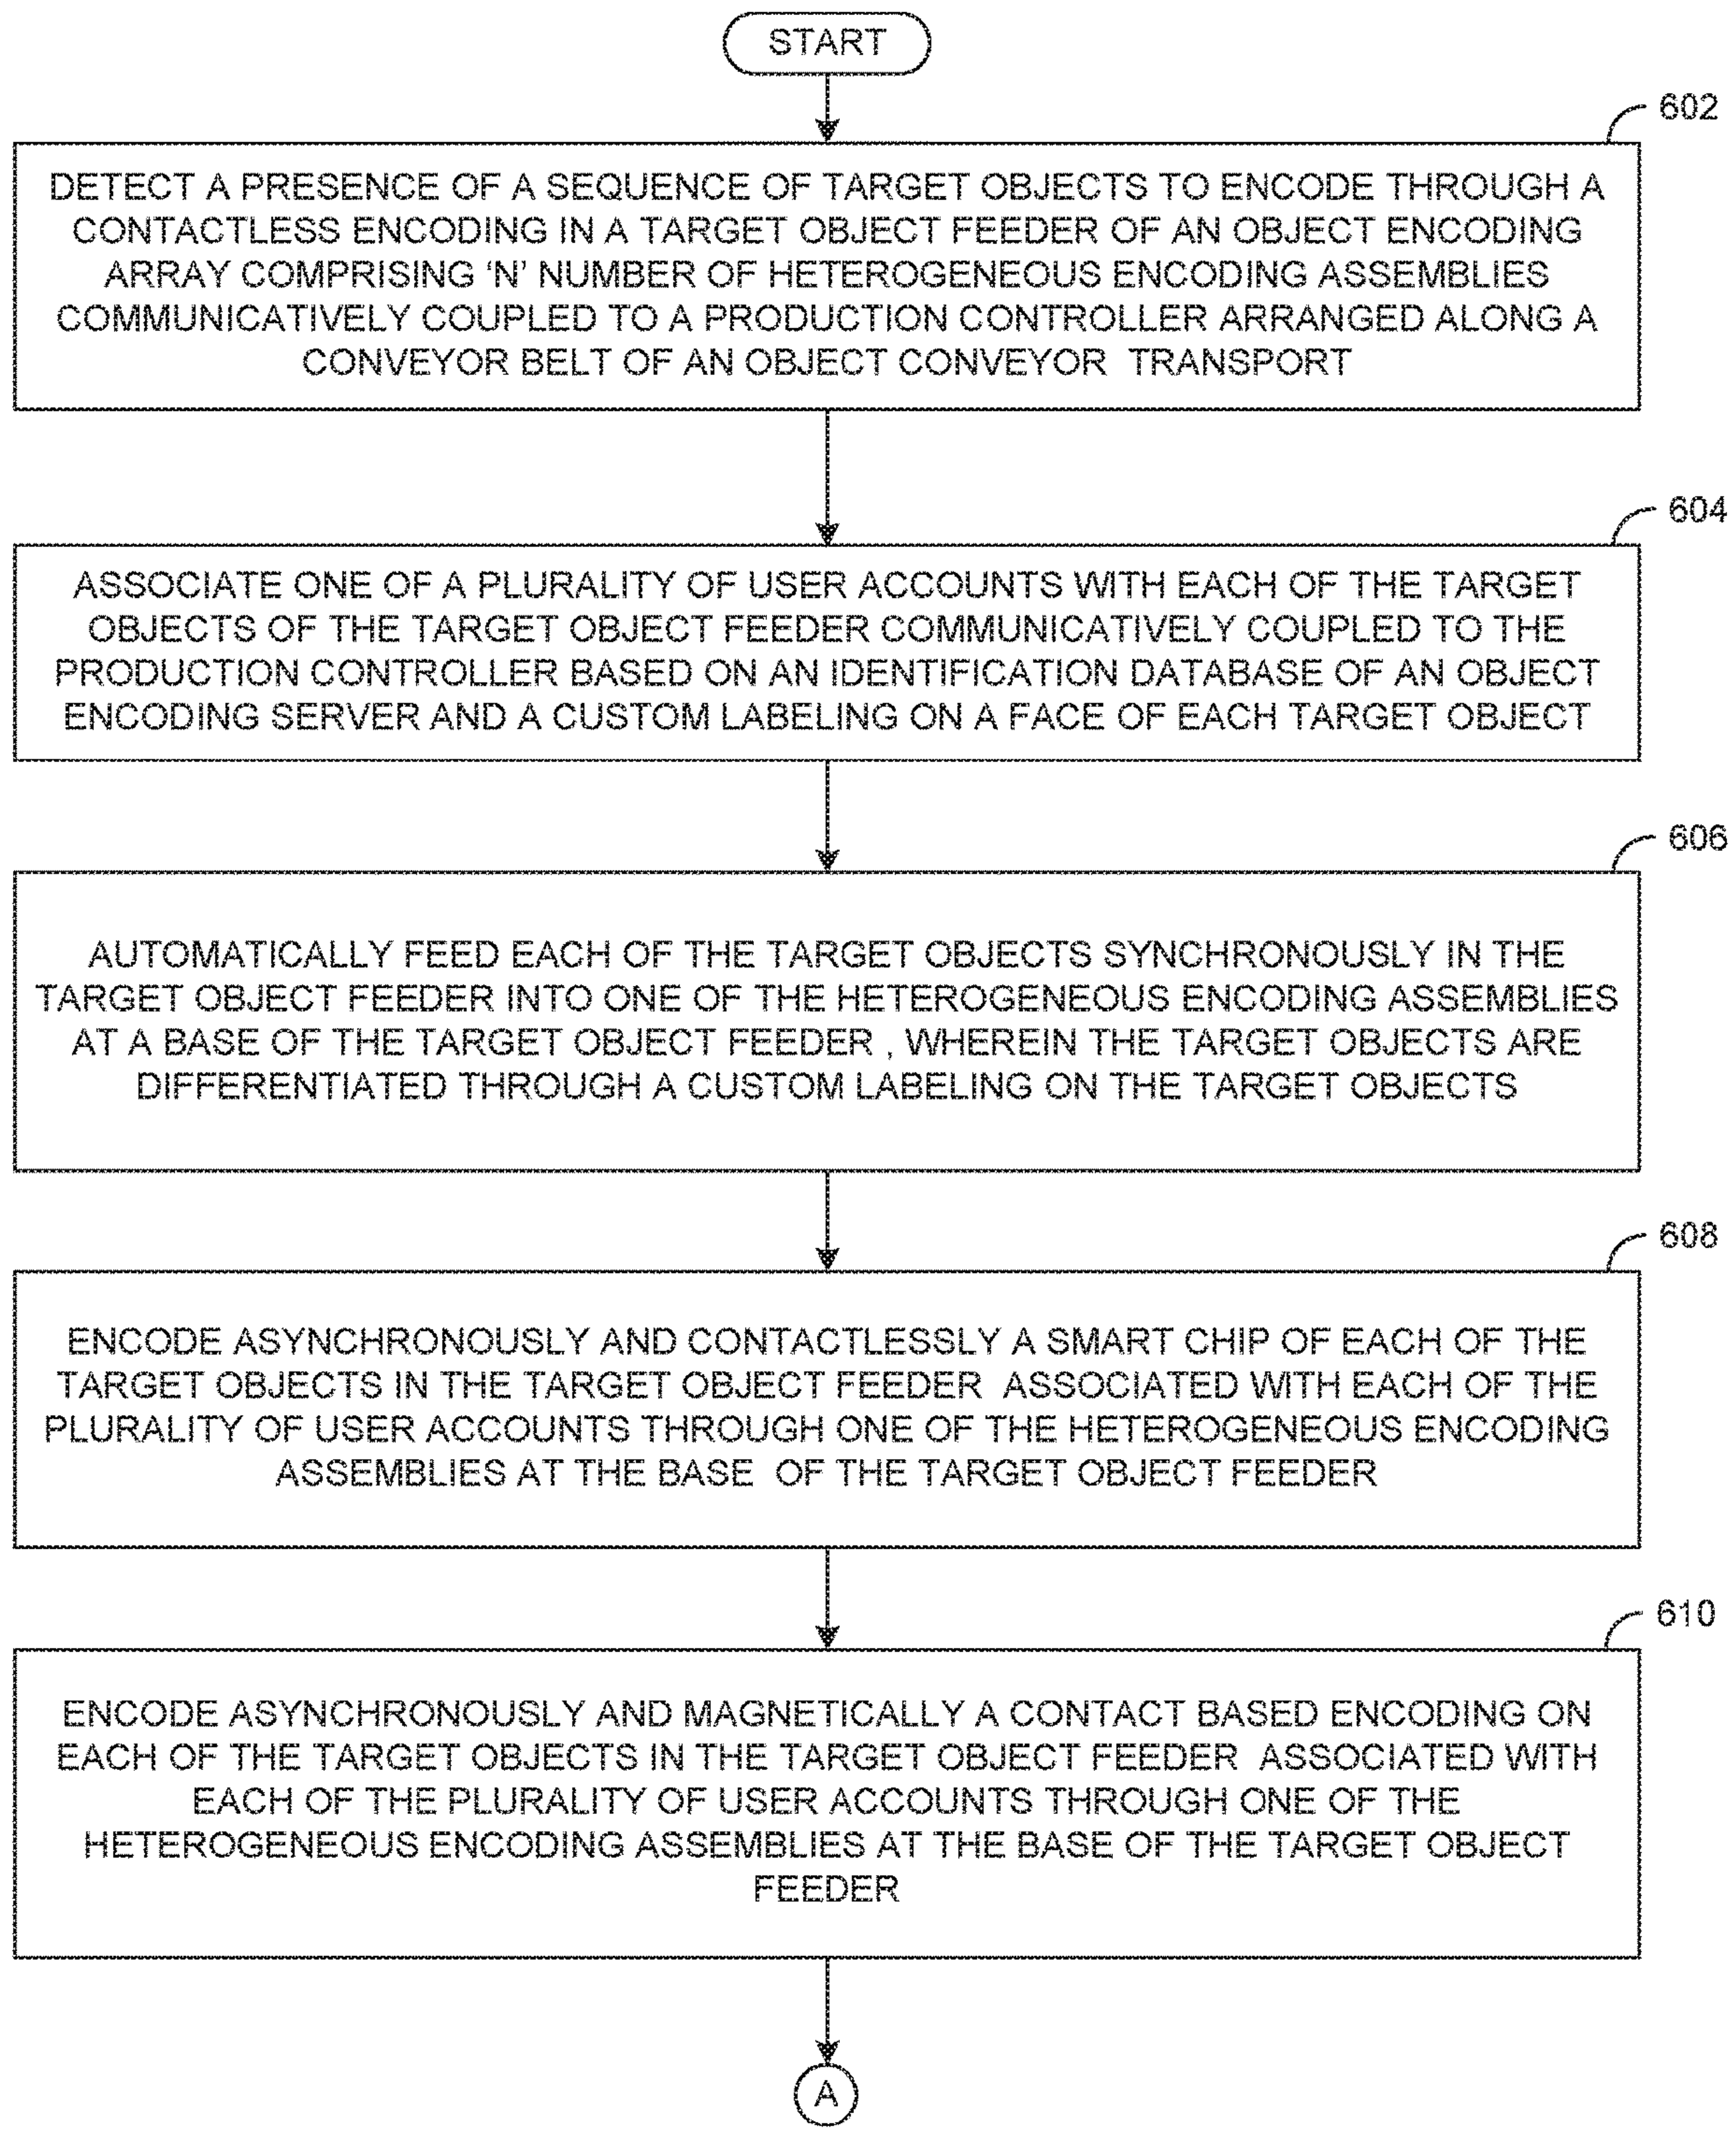 START
602
DETECT A PRESENCE OF A SEQUENCE OF TARGET OBJECTS TO ENCODE THROUGH A
CONTACTLESS ENCODING IN A TARGET OBJECT FEEDER OF AN OBJECT ENCODING
ARRAY COMPRISING ‘N’ NUMBER OF HETEROGENEOUS ENCODING ASSEMBLIES
COMMUNICATIVELY COUPLED TO A PRODUCTION CONTROLLER ARRANGED ALONG A
CONVEYOR BELT OF AN OBJECT CONVEYOR TRANSPORT
604
ASSOCIATE ONE OF A PLURALITY OF USER ACCOUNTS WITH EACH OF THE TARGET
OBJECTS OF THE TARGET OBJECT FEEDER COMMUNICATIVELY COUPLED TO THE
PRODUCTION CONTROLLER BASED ON AN IDENTIFICATION DATABASE OF AN OBJECT
ENCODING SERVER AND A CUSTOM LABELING ON A FACE OF EACH TARGET OBJECT
606
AUTOMATICALLY FEED EACH OF THE TARGET OBJECTS SYNCHRONOUSLY IN THE
TARGET OBJECT FEEDER INTO ONE OF THE HETEROGENEOUS ENCODING ASSEMBLIES
AT A BASE OF THE TARGET OBJECT FEEDER , WHEREIN THE TARGET OBJECTS ARE
DIFFERENTIATED THROUGH A CUSTOM LABELING ON THE TARGET OBJECTS
608
ENCODE ASYNCHRONOUSLY AND CONTACTLESSLY A SMART CHIP OF EACH OF THE
TARGET OBJECTS IN THE TARGET OBJECT FEEDER ASSOCIATED WITH EACH OF THE
PLURALITY OF USER ACCOUNTS THROUGH ONE OF THE HETEROGENEOUS ENCODING
ASSEMBLIES AT THE BASE OF THE TARGET OBJECT FEEDER
610
ENCODE ASYNCHRONOUSLY AND MAGNETICALLY A CONTACT BASED ENCODING ON
EACH OF THE TARGET OBJECTS IN THE TARGET OBJECT FEEDER ASSOCIATED WITH
EACH OF THE PLURALITY OF USER ACCOUNTS THROUGH ONE OF THE
HETEROGENEOUS ENCODING ASSEMBLIES AT THE BASE OF THE TARGET OBJECT
FEEDER
A